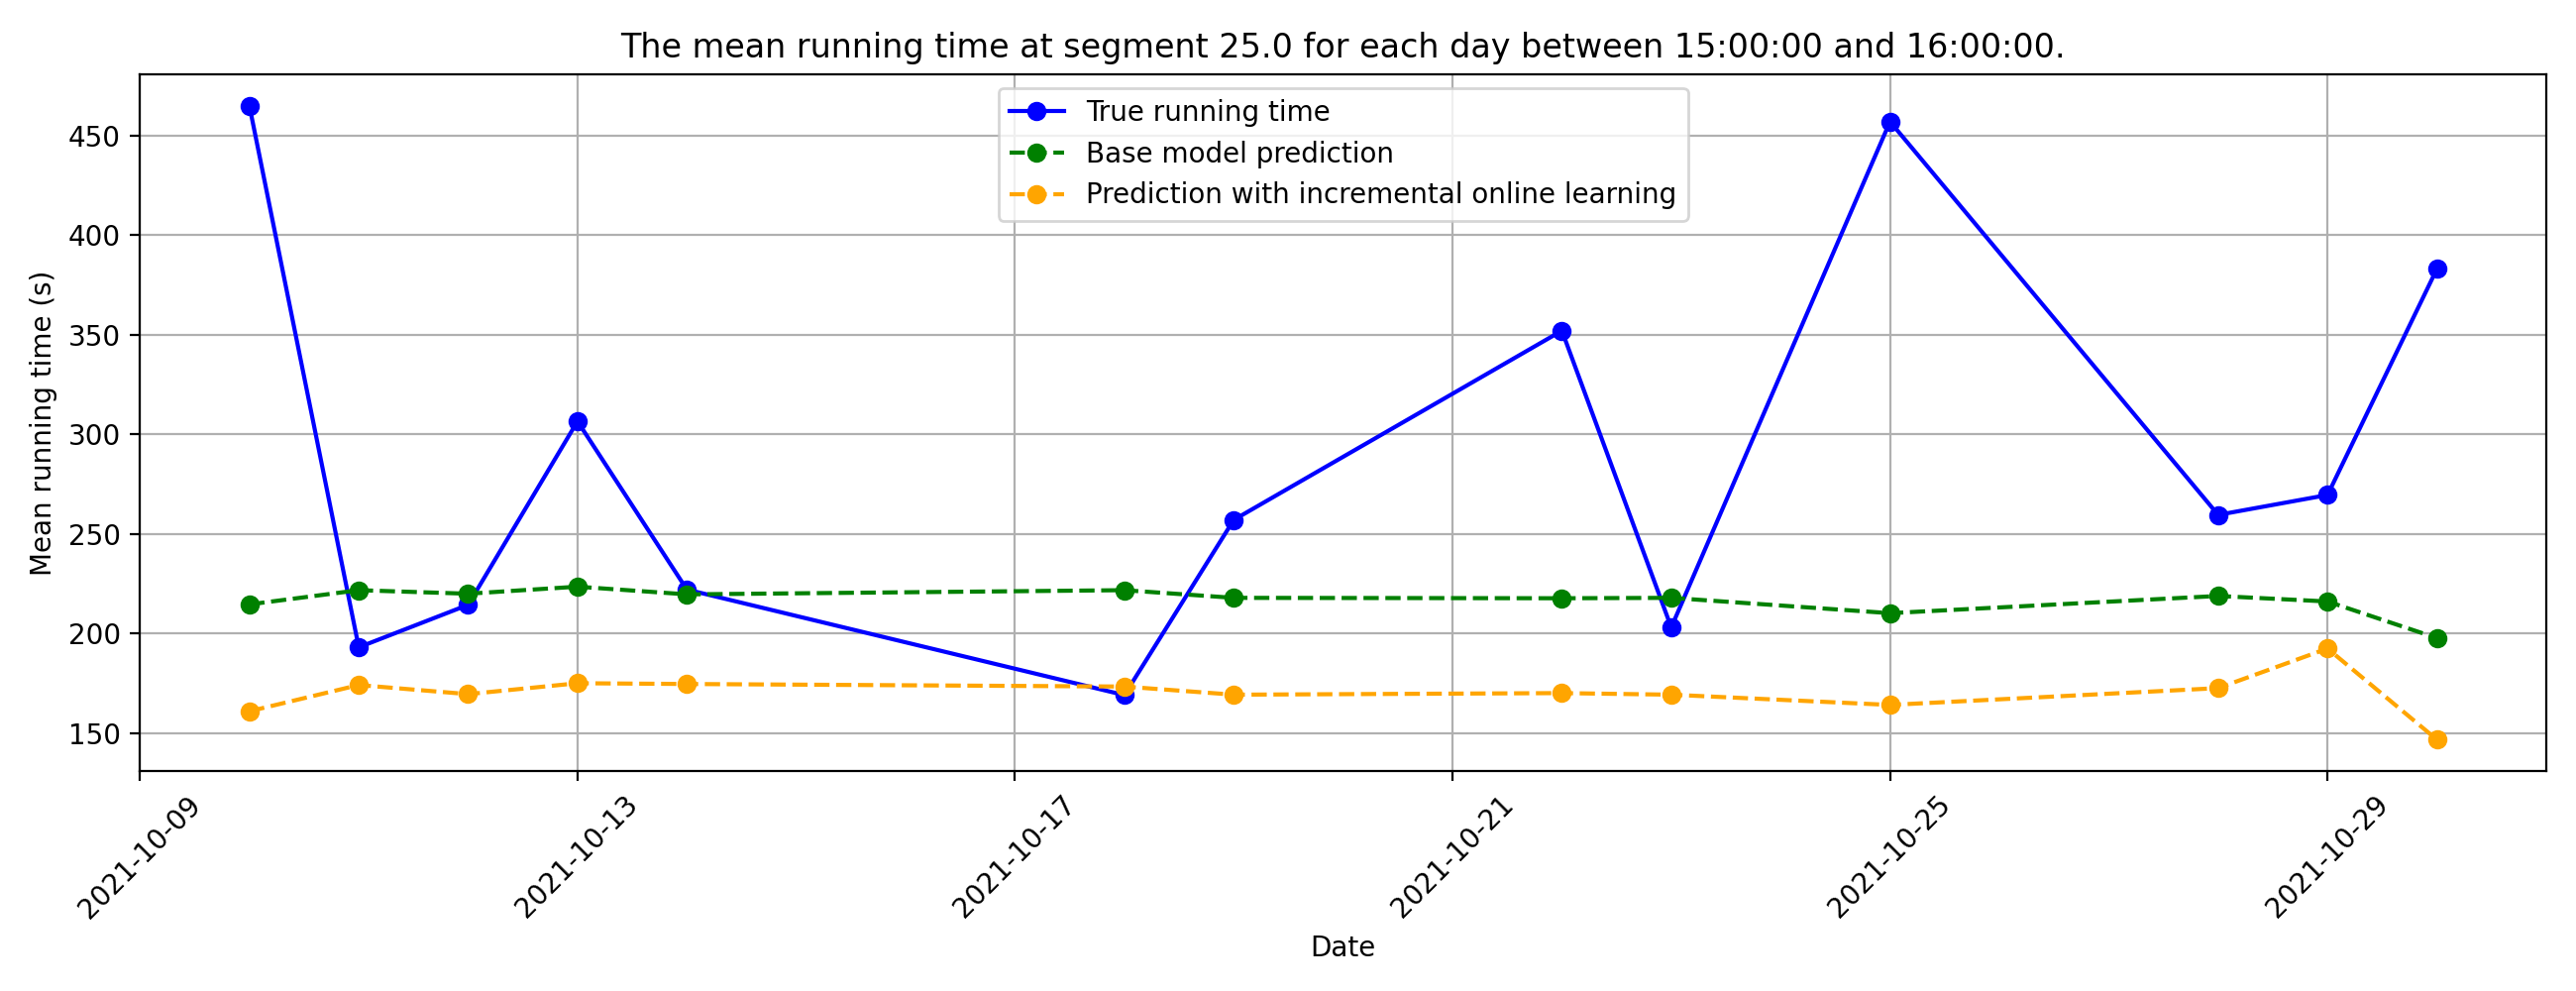 The mean running time at segment 25.0 for each day between 15:00:00 and 16:00:00.
True running time
Base model prediction
Prediction with incremental online learning
Mean running time (s)
450
400
350
300
250
200
150
2021-10-09
2021-10-13
2021-10-17
2021-10-21
2021-10-25
2021-10-29
Date